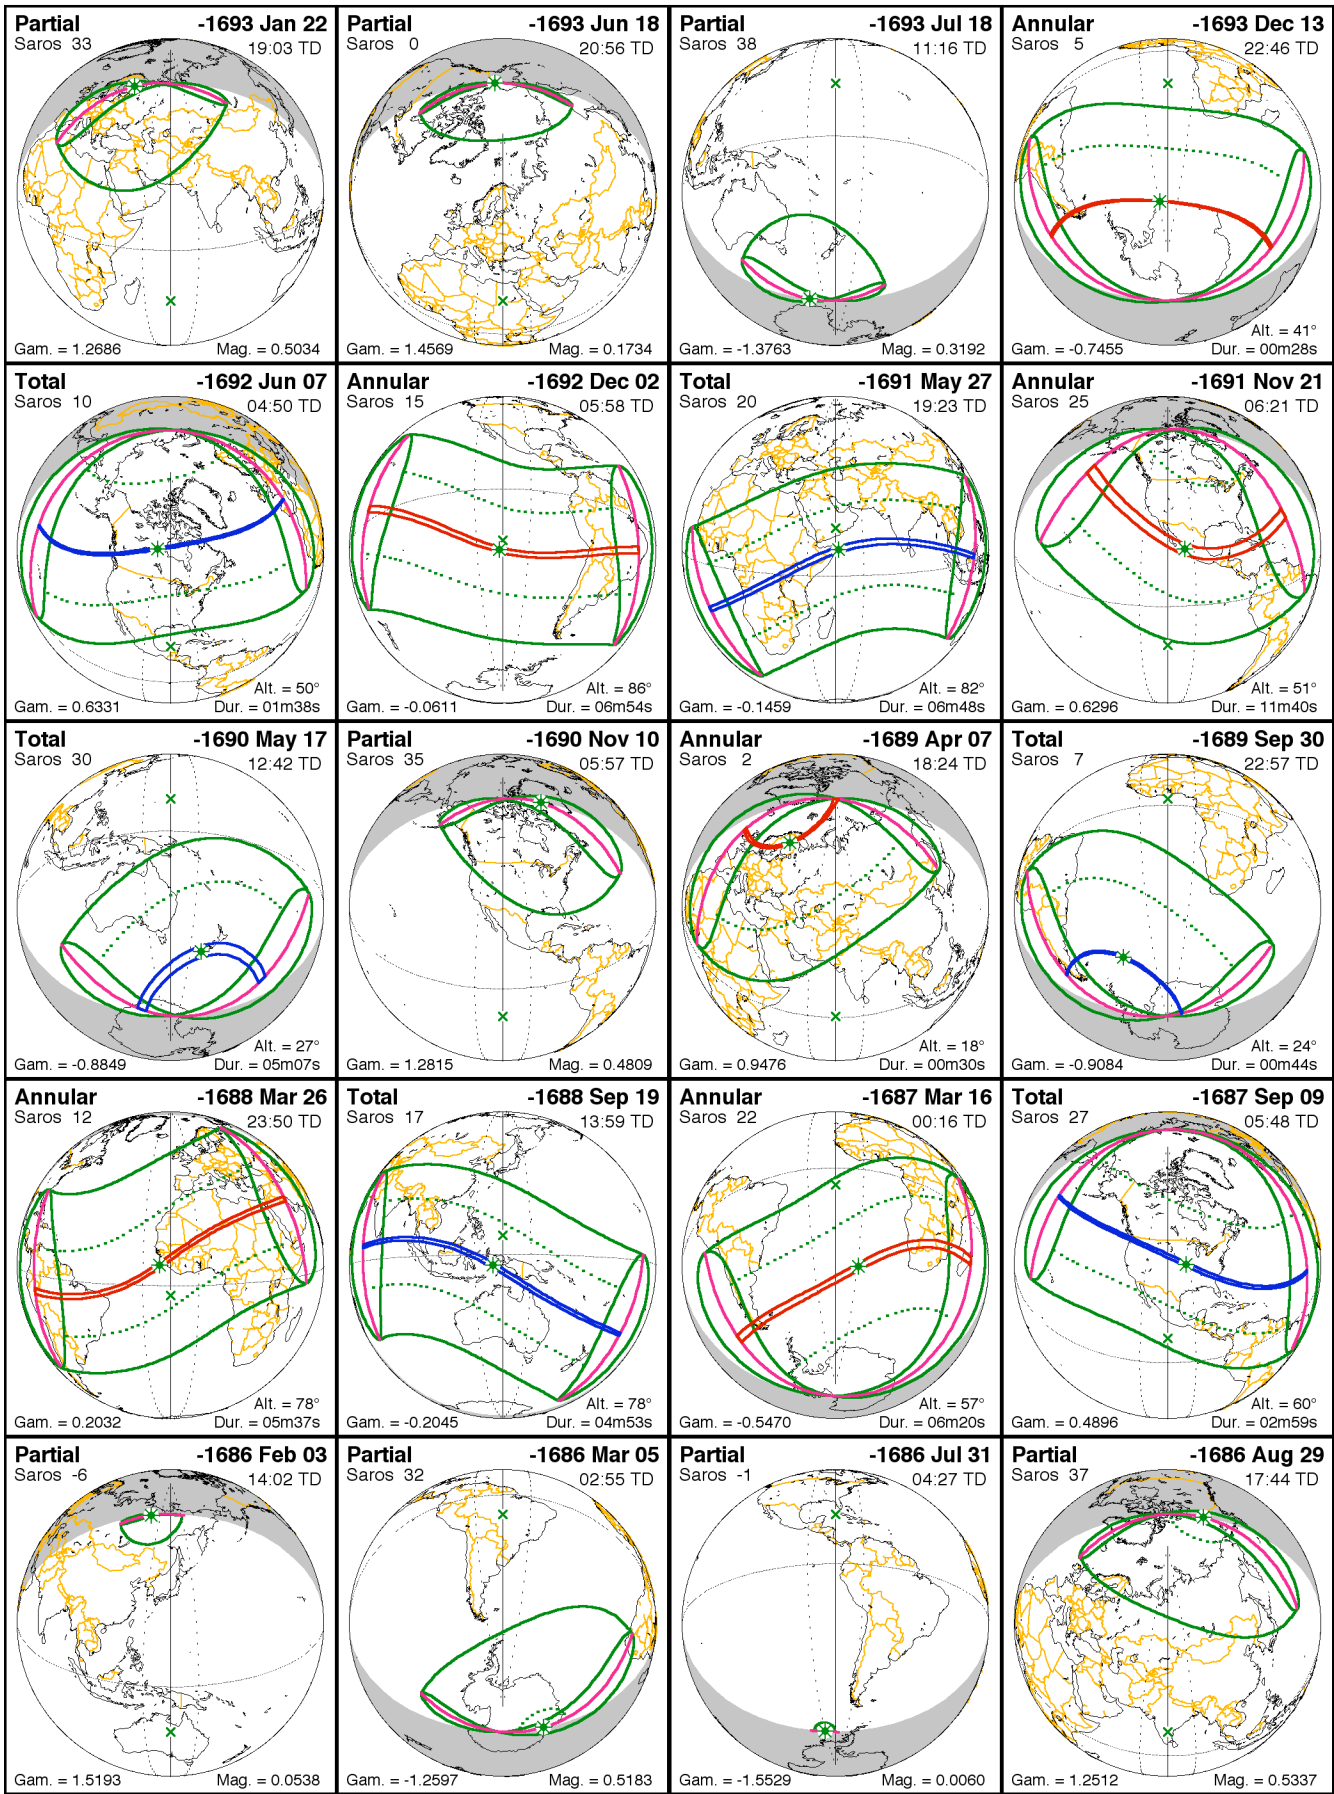 Partial -1693 Jan 22
Saros 33 19:03 TD
Gam. = 1.2686 Mag. = 0.5034
Partial -1693 Jun 18
Saros 0 20:56 TD
Gam. = 1.4569 Mag. = 0.1734
Partial -1693 Jul 18
Saros 38 11:16 TD
Gam. = -1.3763 Mag. = 0.3192
Annular -1693 Dec 13
Saros 5 22:46 TD
Alt. = 41°
Gam. = -0.7455 Dur. = 00m28s
Total -1692 Jun 07
Saros 10 04:50 TD
Alt. = 50°
Gam. = 0.6331 Dur. = 01m38s
Annular -1692 Dec 02
Saros 15 05:58 TD
Alt. = 86°
Gam. = -0.0611 Dur. = 06m54s
Total -1691 May 27
Saros 20 19:23 TD
Alt. = 82°
Gam. = -0.1459 Dur. = 06m48s
Annular -1691 Nov 21
Saros 25 06:21 TD
Alt. = 51°
Gam. = 0.6296 Dur. = 11m40s
Total -1690 May 17
Saros 30 12:42 TD
Alt. = 27°
Gam. = -0.8849 Dur. = 05m07s
Partial -1690 Nov 10
Saros 35 05:57 TD
Gam. = 1.2815 Mag. = 0.4809
Annular -1689 Apr 07
Saros 2 18:24 TD
Alt. = 18°
Gam. = 0.9476 Dur. = 00m30s
Total -1689 Sep 30
Saros 7 22:57 TD
Alt. = 24°
Gam. = -0.9084 Dur. = 00m44s
Annular -1688 Mar 26
Saros 12 23:50 TD
Alt. = 78°
Gam. = 0.2032 Dur. = 05m37s
Total -1688 Sep 19
Saros 17 13:59 TD
Alt. = 78°
Gam. = -0.2045 Dur. = 04m53s
Annular -1687 Mar 16
Saros 22 00:16 TD
Alt. = 57°
Gam. = -0.5470 Dur. = 06m20s
Total -1687 Sep 09
Saros 27 05:48 TD
Alt. = 60°
Gam. = 0.4896 Dur. = 02m59s
Partial -1686 Feb 03
Saros -6 14:02 TD
Gam. = 1.5193 Mag. = 0.0538
Partial -1686 Mar 05
Saros 32 02:55 TD
Gam. = -1.2597 Mag. = 0.5183
Partial -1686 Jul 31
Saros -1 04:27 TD
Gam. = -1.5529 Mag. = 0.0060
Partial -1686 Aug 29
Saros 37 17:44 TD
Gam. = 1.2512 Mag. = 0.5337